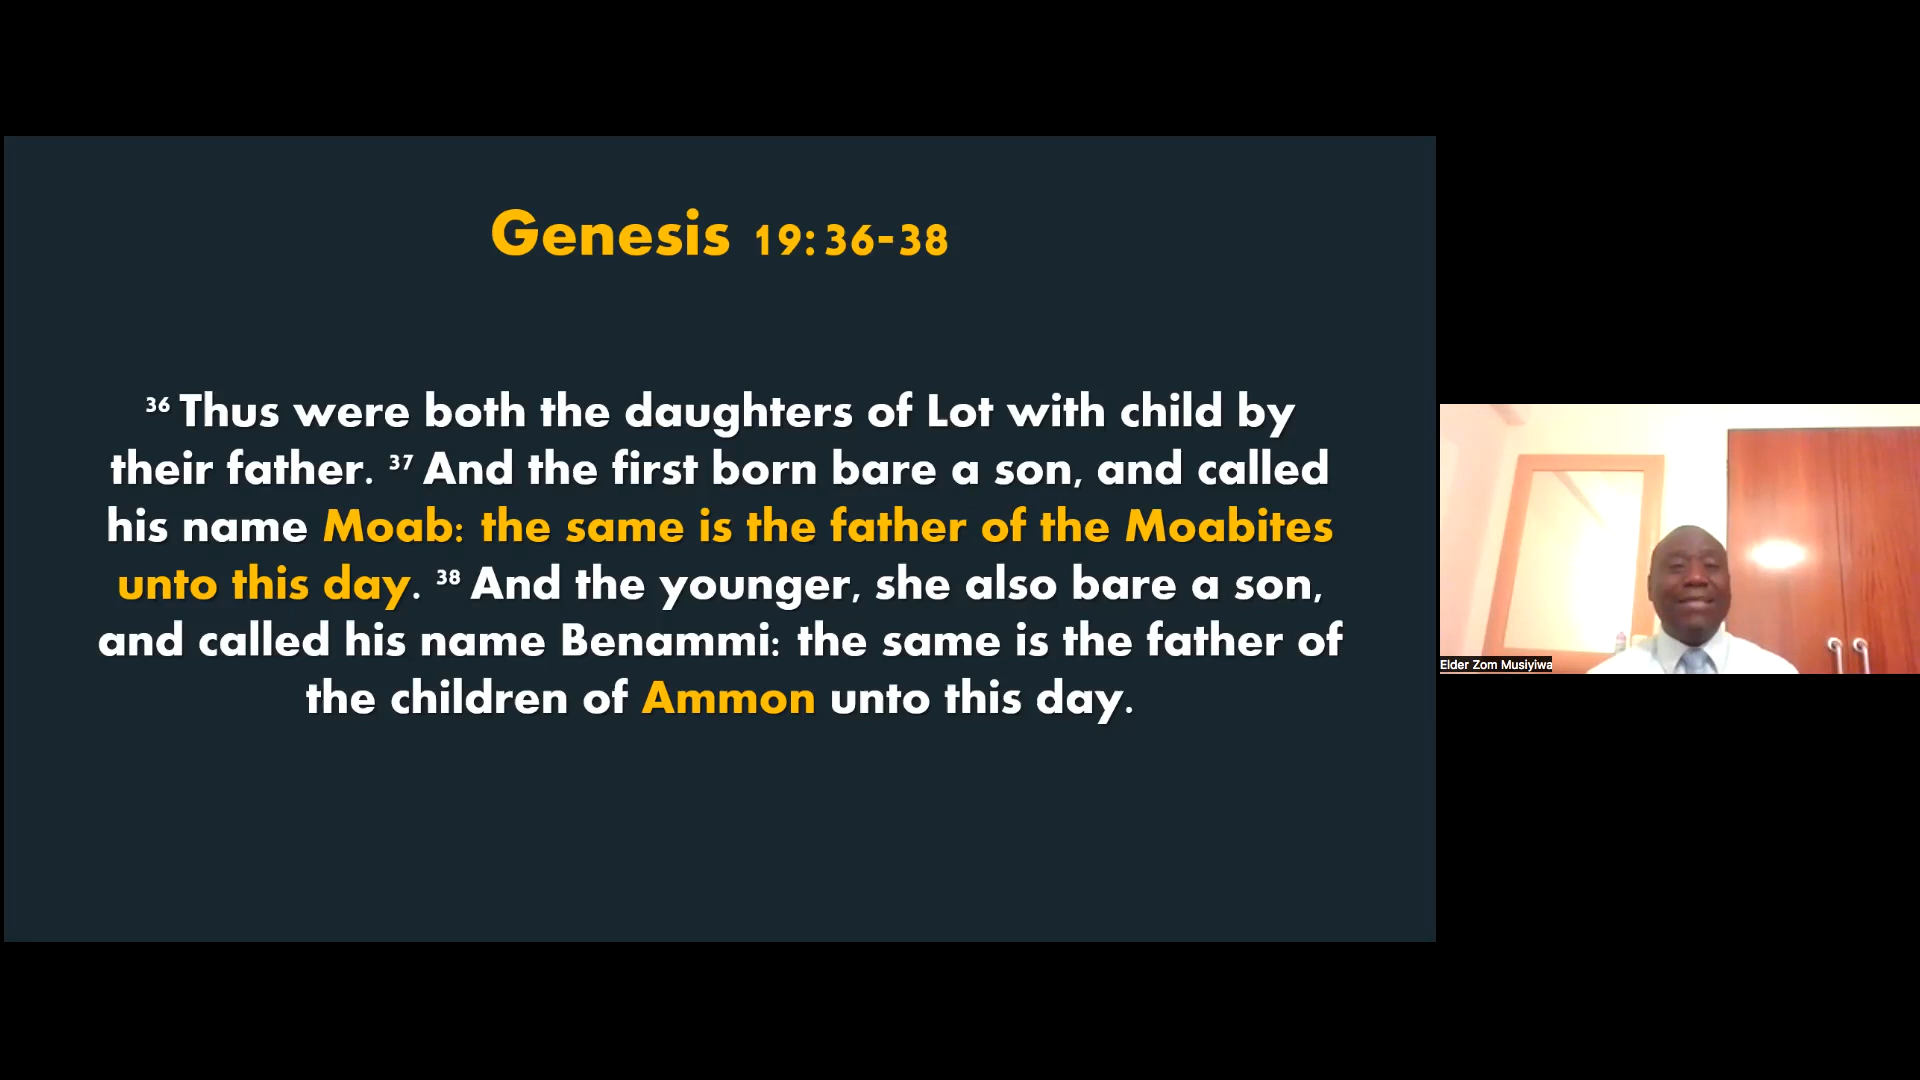 Genesis 19:36-38
36 Thus were both the daughters of Lot with child by
their father. 37 And the first born bare a son, and called
his name Moab: the same is the father of the Moabites
unto this day. 38 And the younger, she also bare a son,
and called his name Benammi: the same is the father of
the children of Ammon unto this day.
Elder Zom Musiyiwa